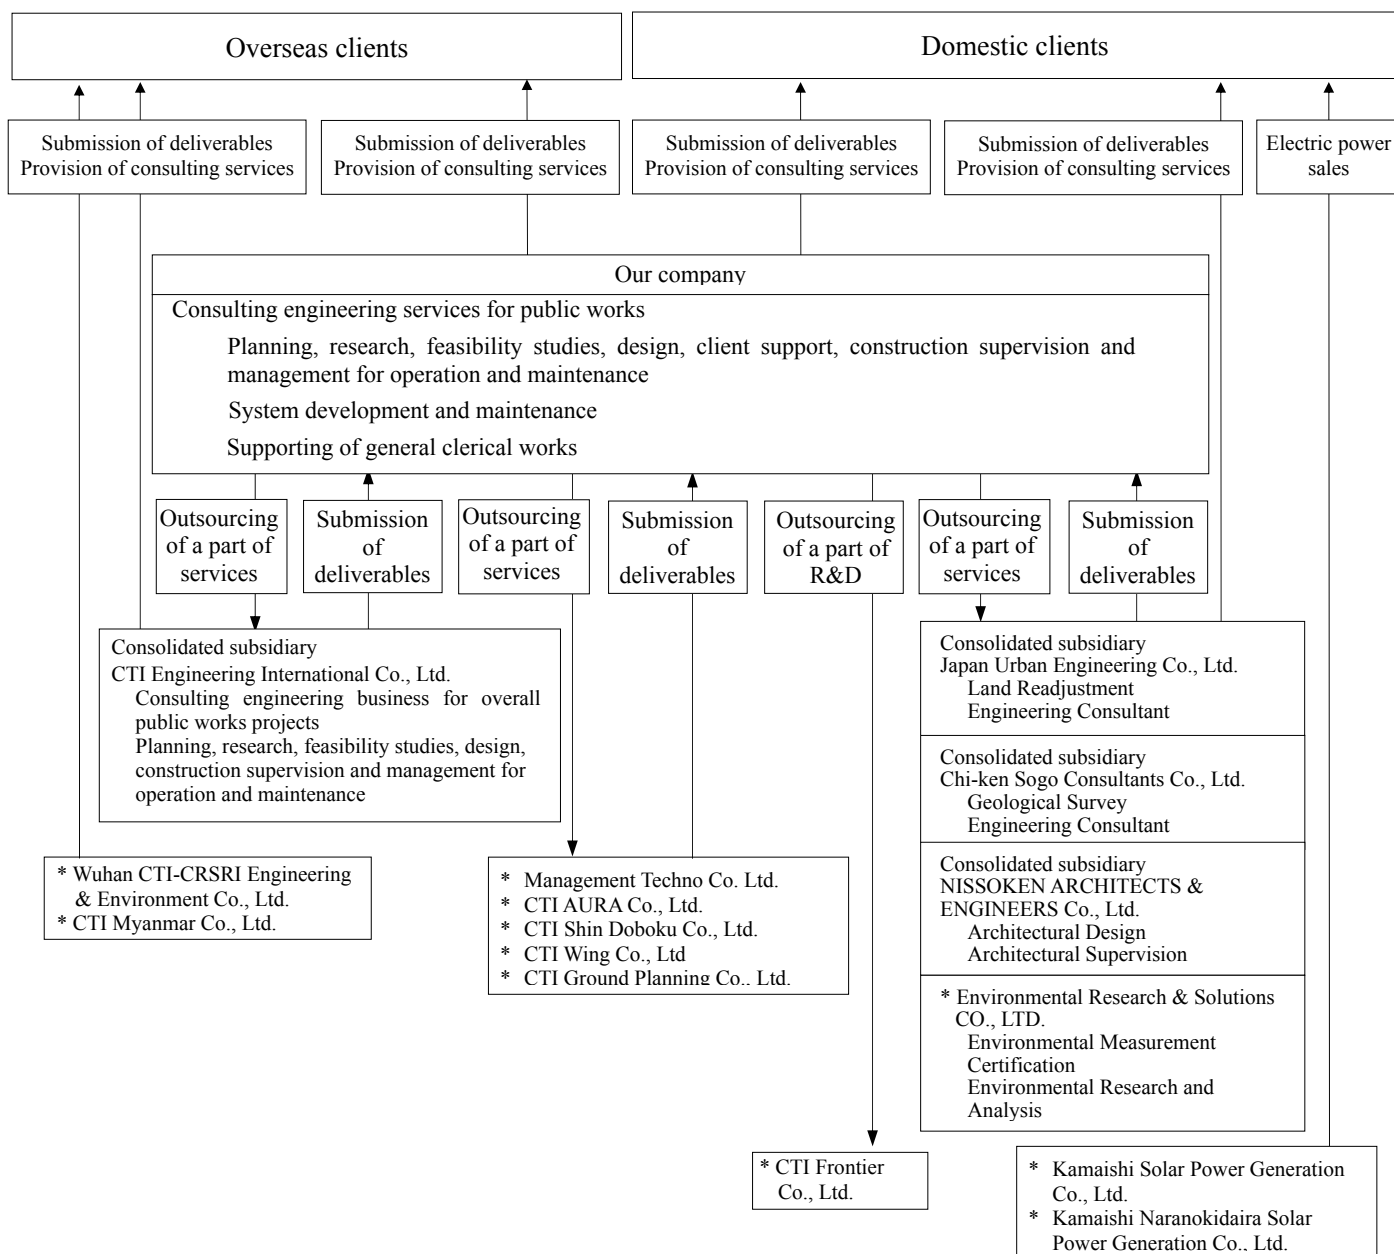 Overseas clients
Domestic clients
Submission of deliverables
Provision of consulting services
Submission of deliverables
Provision of consulting services
Submission of deliverables
Provision of consulting services
Submission of deliverables
Provision of consulting services
Electric power
sales
Our company
Consulting engineering services for public works
Planning, research, feasibility studies, design, client support, construction supervision and
management for operation and maintenance
System development and maintenance
Supporting of general clerical works
Outsourcing
of a part of
services
Submission
of
deliverables
Outsourcing
of a part of
services
Submission
of
deliverables
Outsourcing
of a part of
R&D
Outsourcing
of a part of
services
Submission
of
deliverables
Consolidated subsidiary
CTI Engineering International Co., Ltd.
Consulting engineering business for overall
public works projects
Planning, research, feasibility studies, design,
construction supervision and management for
operation and maintenance
Consolidated subsidiary
Japan Urban Engineering Co., Ltd.
Land Readjustment
Engineering Consultant
Consolidated subsidiary
Chi-ken Sogo Consultants Co., Ltd.
Geological Survey
Engineering Consultant
Consolidated subsidiary
NISSOKEN ARCHITECTS &
ENGINEERS Co., Ltd.
Architectural Design
Architectural Supervision
* Environmental Research & Solutions
CO., LTD.
Environmental Measurement
Certification
Environmental Research and
Analysis
* Wuhan CTI-CRSRI Engineering
& Environment Co., Ltd.
* CTI Myanmar Co., Ltd.
* Management Techno Co. Ltd.
* CTI AURA Co., Ltd.
* CTI Shin Doboku Co., Ltd.
* CTI Wing Co., Ltd
* CTI Ground Planning Co., Ltd.
* CTI Frontier
Co., Ltd.
* Kamaishi Solar Power Generation
Co., Ltd.
* Kamaishi Naranokidaira Solar
Power Generation Co., Ltd.